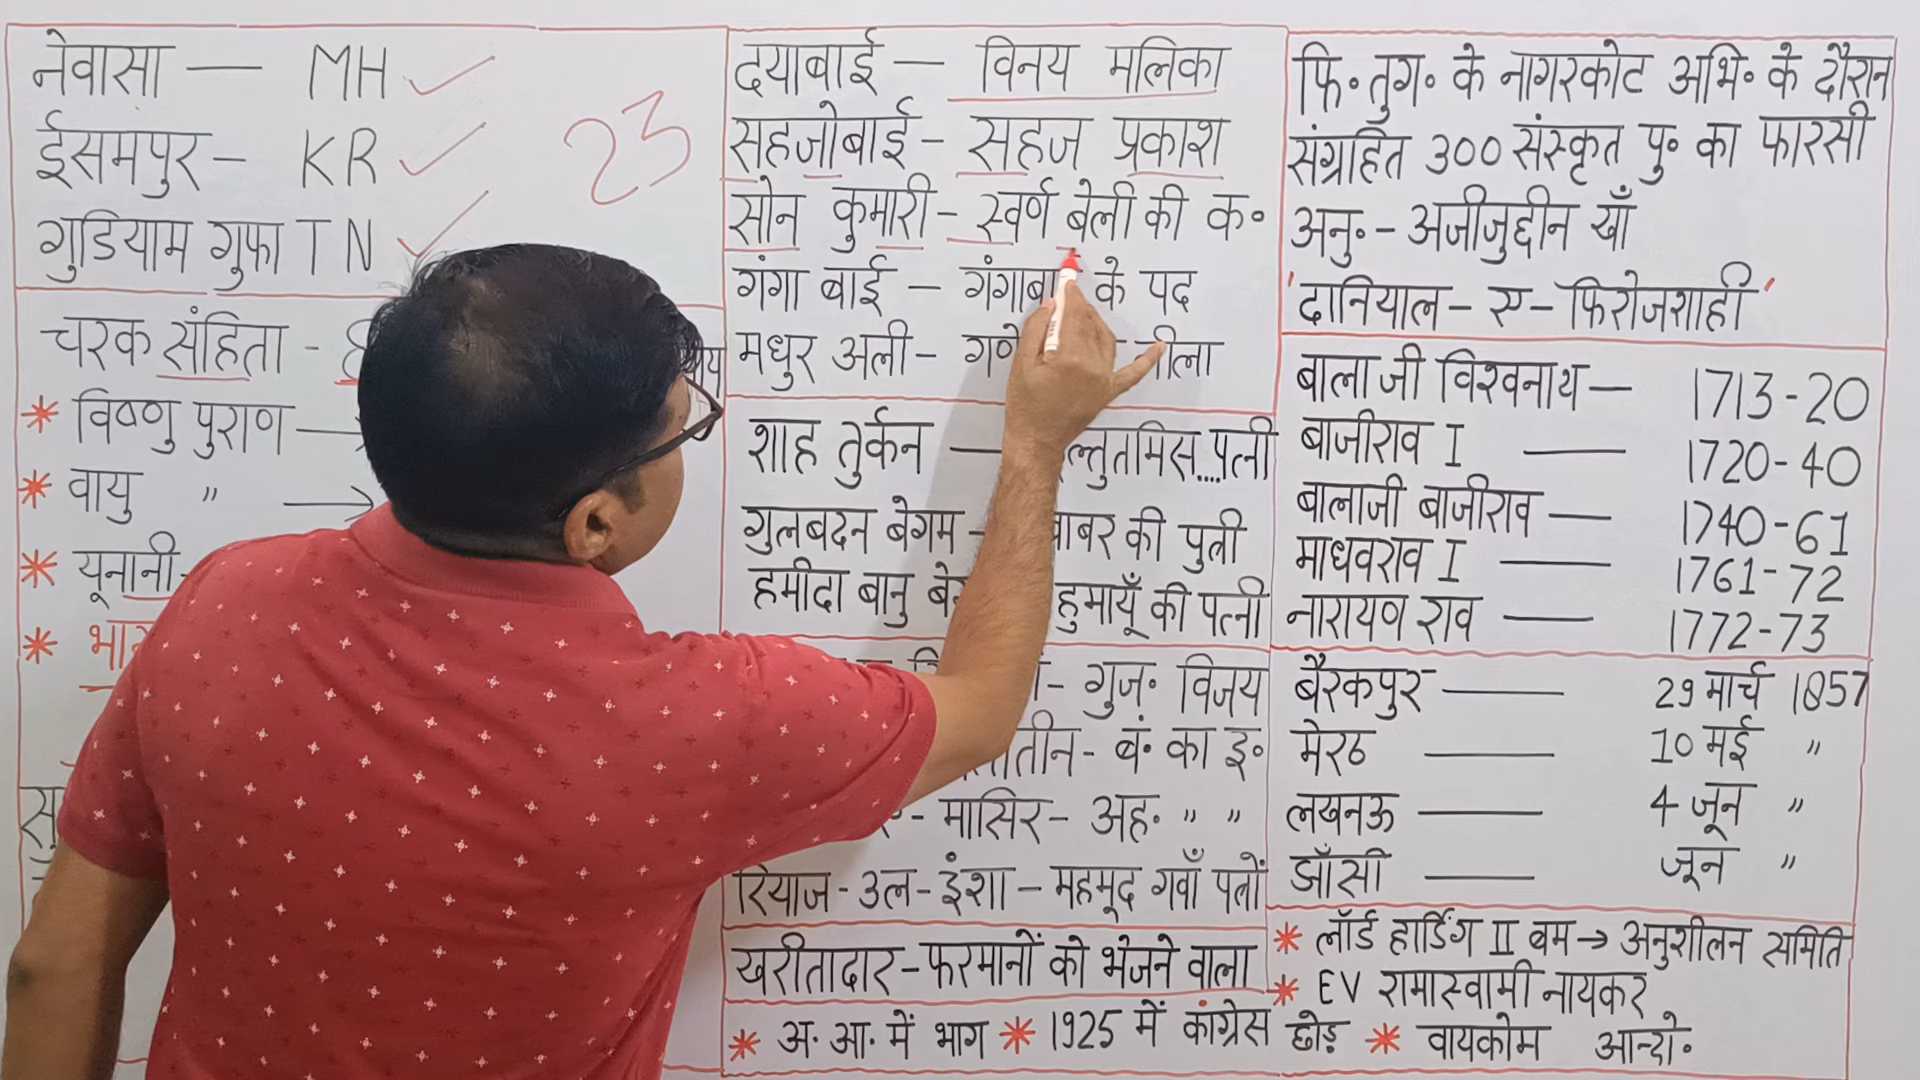 नेवासा — MH
ईसमपुर – KR
23
गुडियाम गुफा TN
चरक संहिता -
* विष्णु पुराण —
* वायु " →
* यूनानी -
*
दयाबाई — विनय मलिका
सहजोबाई – सहज प्रकाश
सोन कुमारी – स्वर्ण बेली की क॰
गंगा बाई – के पद
मधुर अली –
शाह तुर्कन — पत्नी
गुलबदन बेगम – बाबर की पुत्री
हमीदा बानु हुमायूँ की पत्नी
– गुज॰ विजय
– बं॰ का इ॰
- मासिर – अह॰ " "
रियाज - उल - इंशा – महमूद गवाँ पत्रों
खरीतादार – फरमानों को भेजने वाला
फि॰ तुग॰ के नागरकोट अभि॰ के दौरान
संग्रहित 300 संस्कृत पु॰ का फारसी
अनु॰ – अजीजुद्दीन खाँ
'दानियाल – ए – फिरोजशाही'
बालाजी विश्वनाथ — 1713-20
बाजीराव I — 1720-40
बालाजी बाजीराव — 1740-61
माधवराव I — 1761-72
नारायण राव — 1772-73
बैरकपुर — 29 मार्च 1857
मेरठ — 10 मई "
लखनऊ — 4 जून "
झाँसी — जून "
* लॉर्ड हार्डिंग II बम → अनुशीलन समिति
* EV रामास्वामी नायकर
* अ॰ आ॰ में भाग * 1925 में कांग्रेस छोड़ * वायकोम आन्दो॰